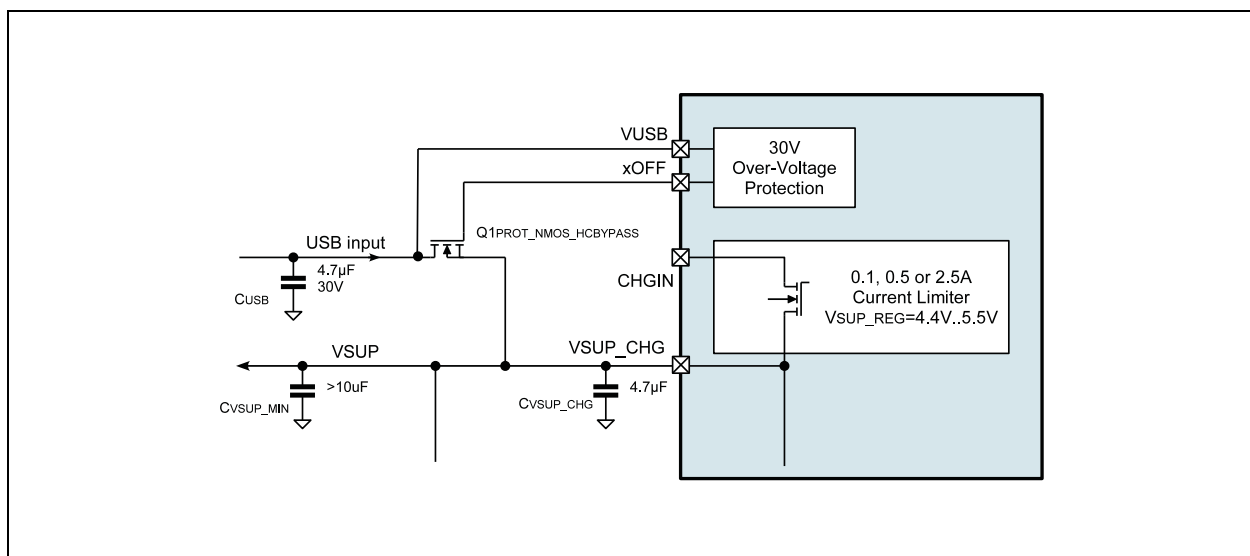 VUSB
30V
Over-Voltage
Protection
xOFF
Q1PROT_NMOS_HCBYPASS
USB input
4.7µF
30V
CUSB
CHGIN
0.1, 0.5 or 2.5A
Current Limiter
VSUP_REG=4.4V..5.5V
VSUP
VSUP_CHG
>10uF
CVSUP_MIN
4.7µF
CVSUP_CHG